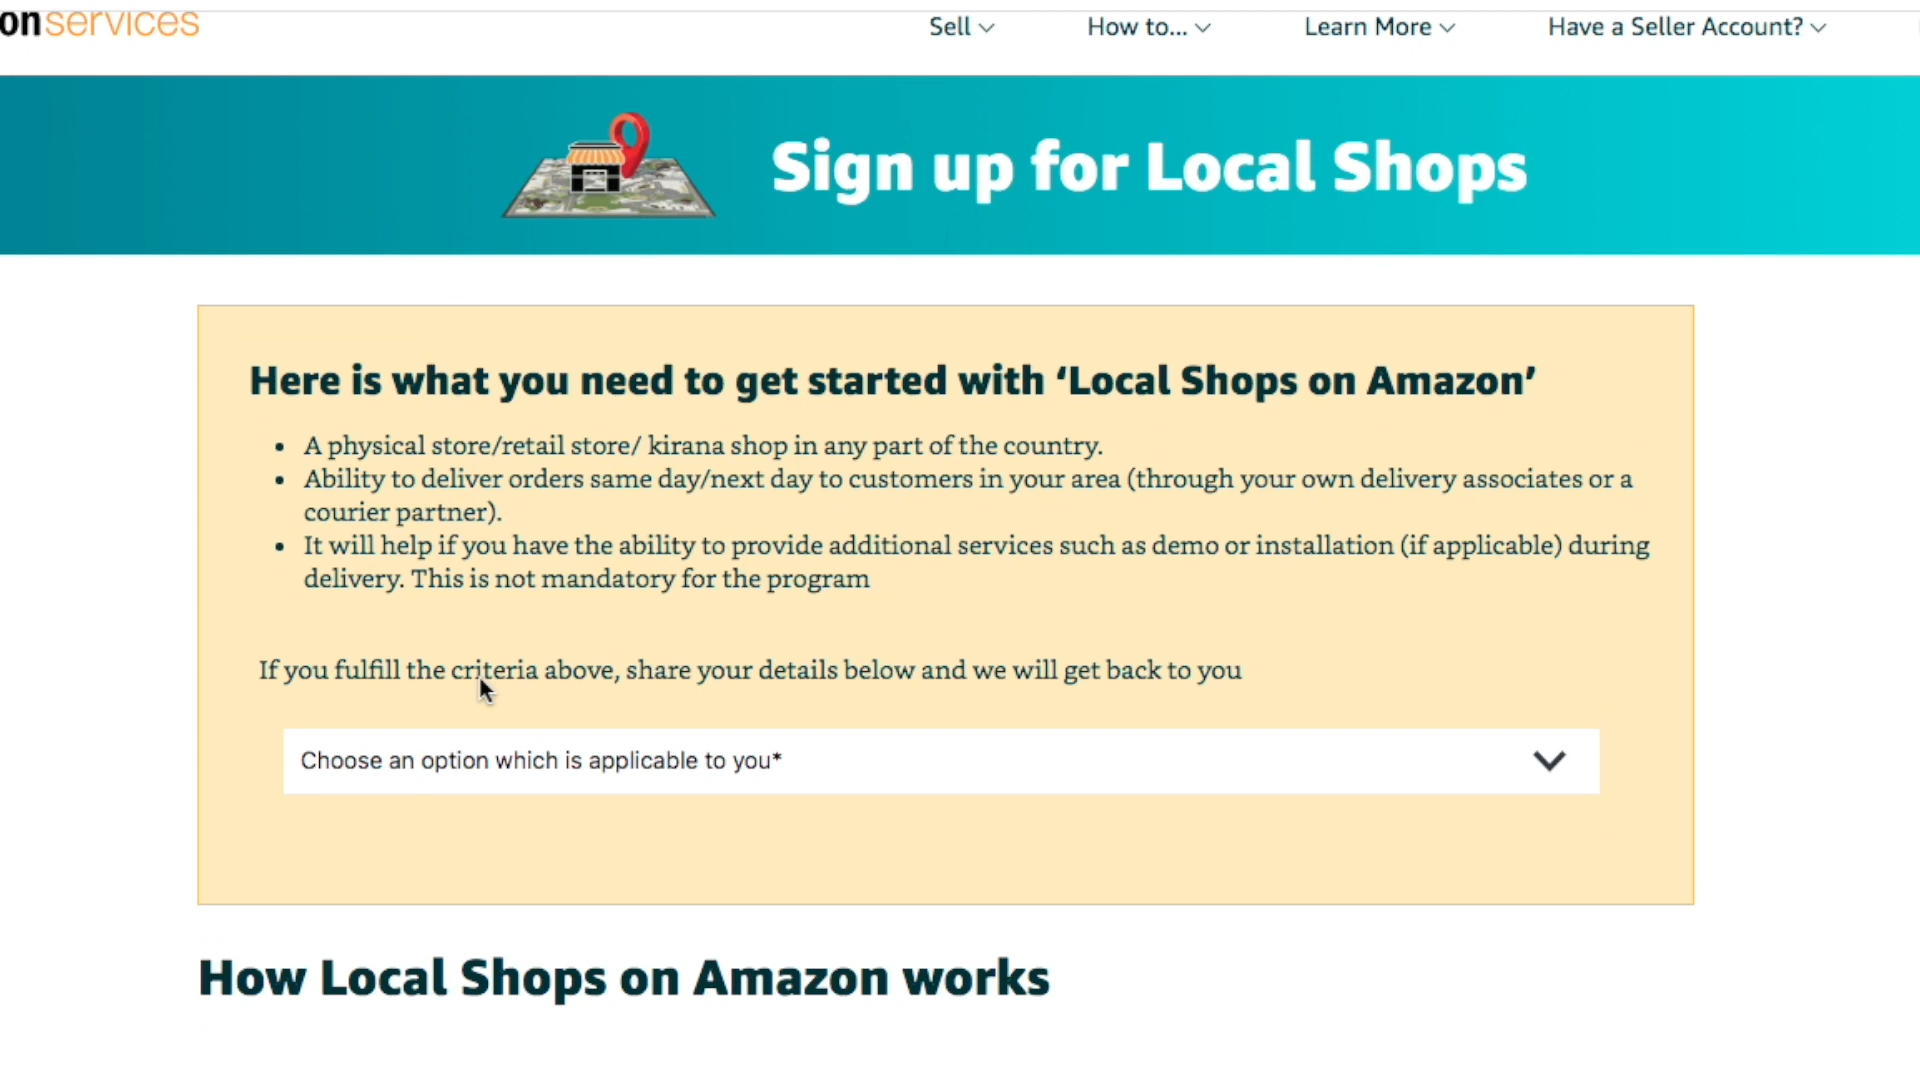 onservices
Sell
How to...
Learn More
Have a Seller Account?
Sign up for Local Shops
Here is what you need to get started with ‘Local Shops on Amazon’
• A physical store/retail store/ kirana shop in any part of the country.
• Ability to deliver orders same day/next day to customers in your area (through your own delivery associates or a
courier partner).
• It will help if you have the ability to provide additional services such as demo or installation (if applicable) during
delivery. This is not mandatory for the program
If you fulfill the criteria above, share your details below and we will get back to you
Choose an option which is applicable to you*
How Local Shops on Amazon works